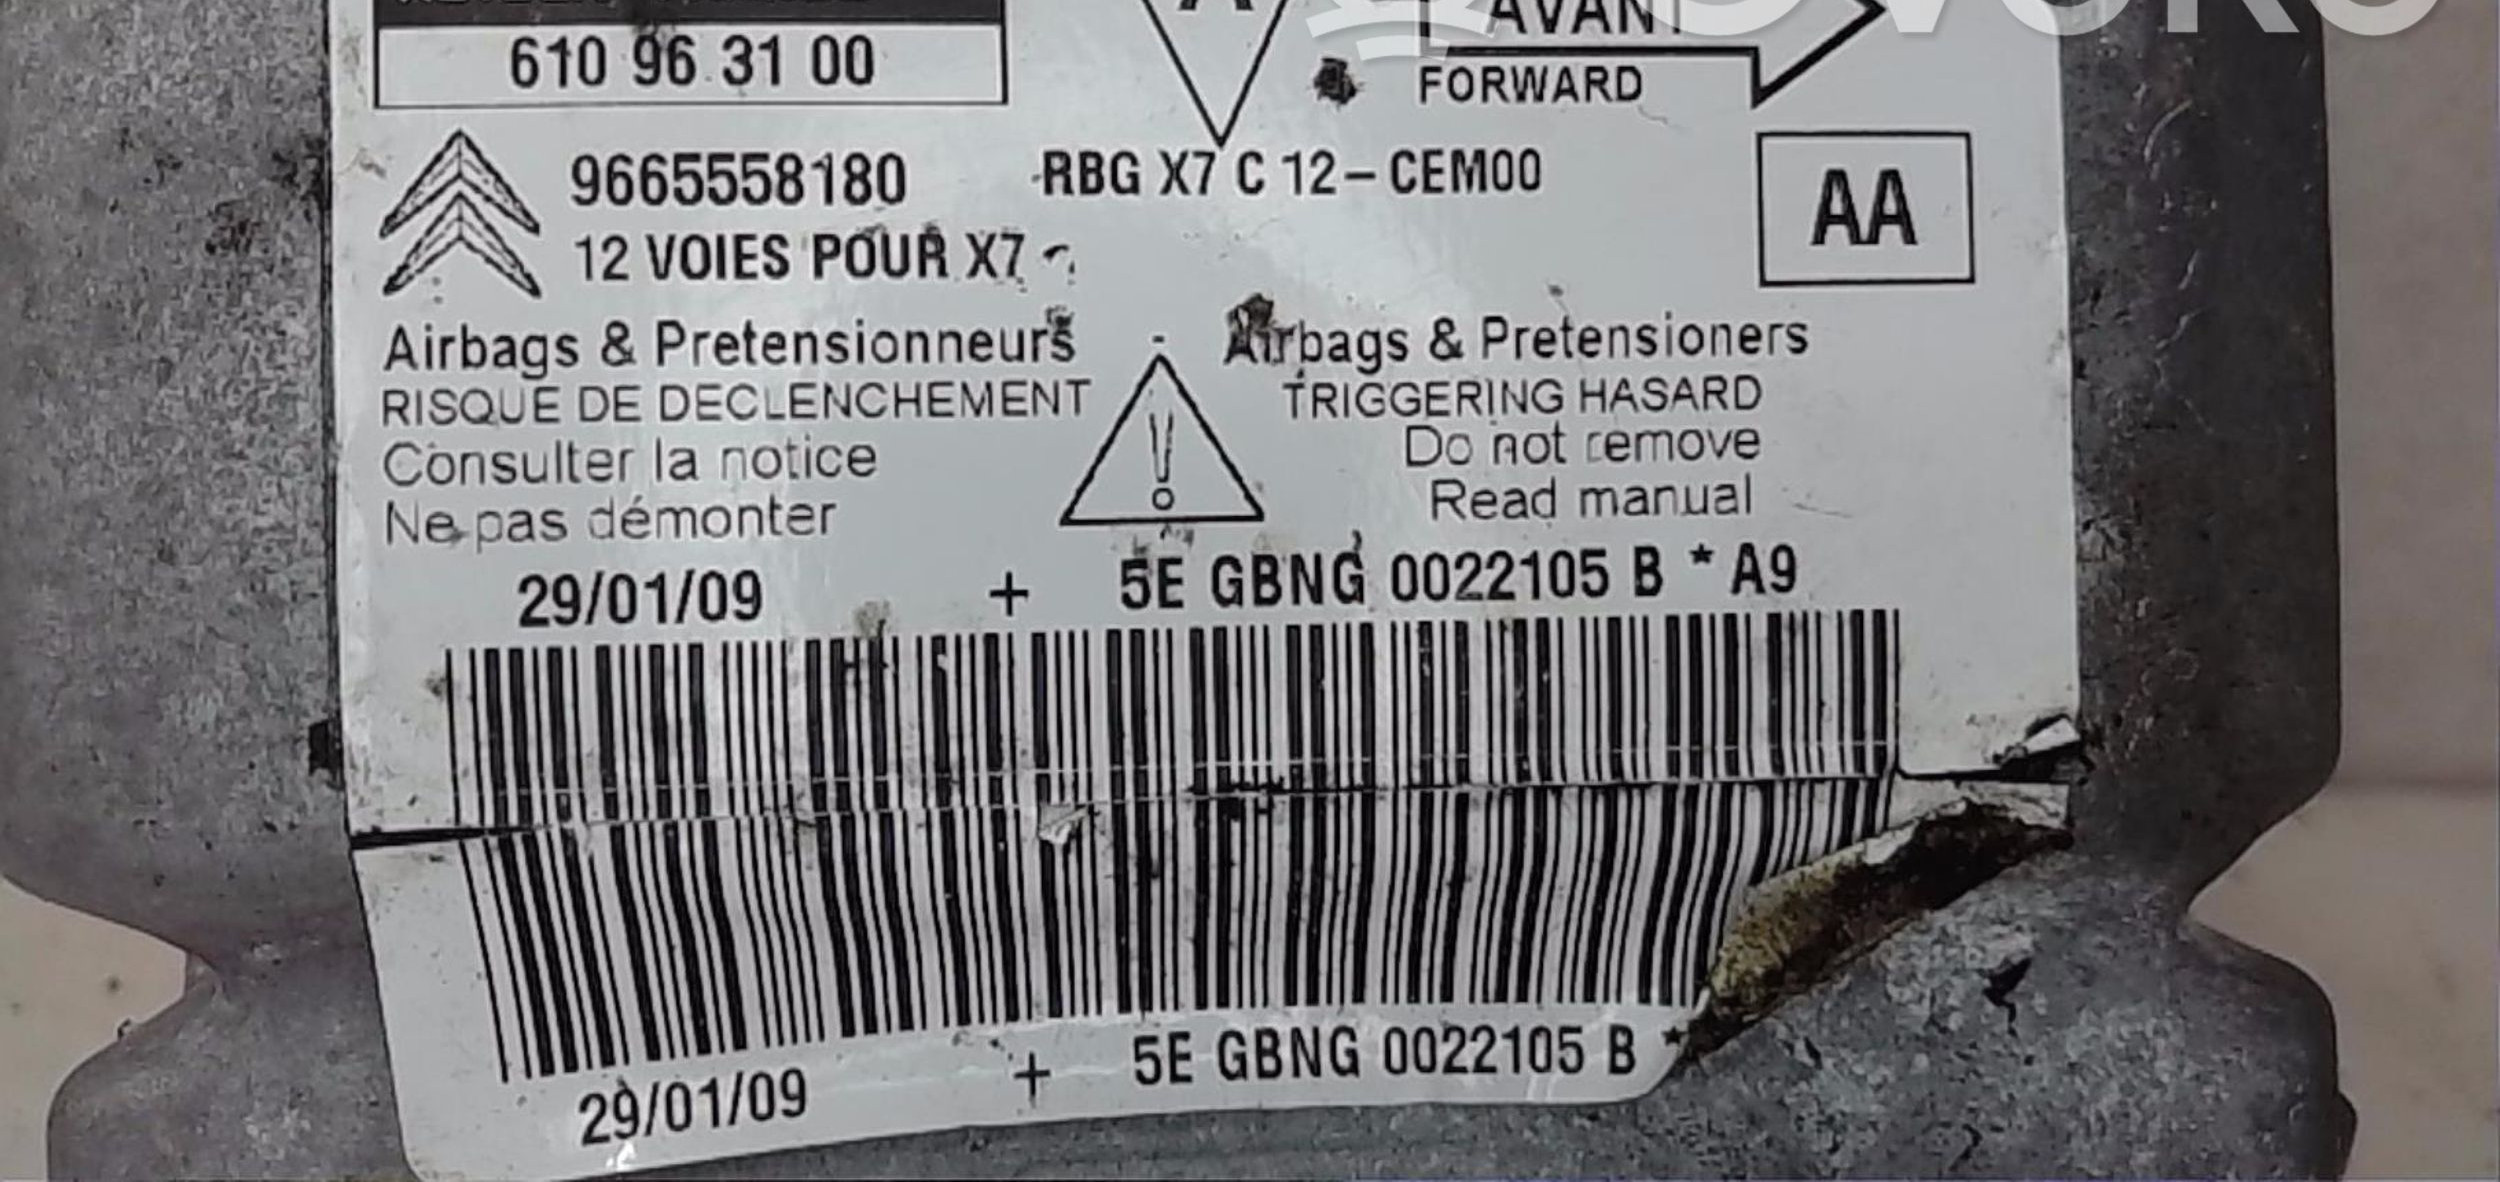 AVANT
610 96 31 00
FORWARD
9665558180
RBG X7 C 12-CEM00
12 VOIES POUR X7
AA
Airbags & Pretensionneurs
RISQUE DE DECLENCHEMENT
Consulter la notice
Ne pas démonter
Airbags & Pretensioners
TRIGGERING HASARD
Do not remove
Read manual
!
29/01/09 + 5E GBNG 0022105 B * A9
29/01/09 + 5E GBNG 0022105 B *